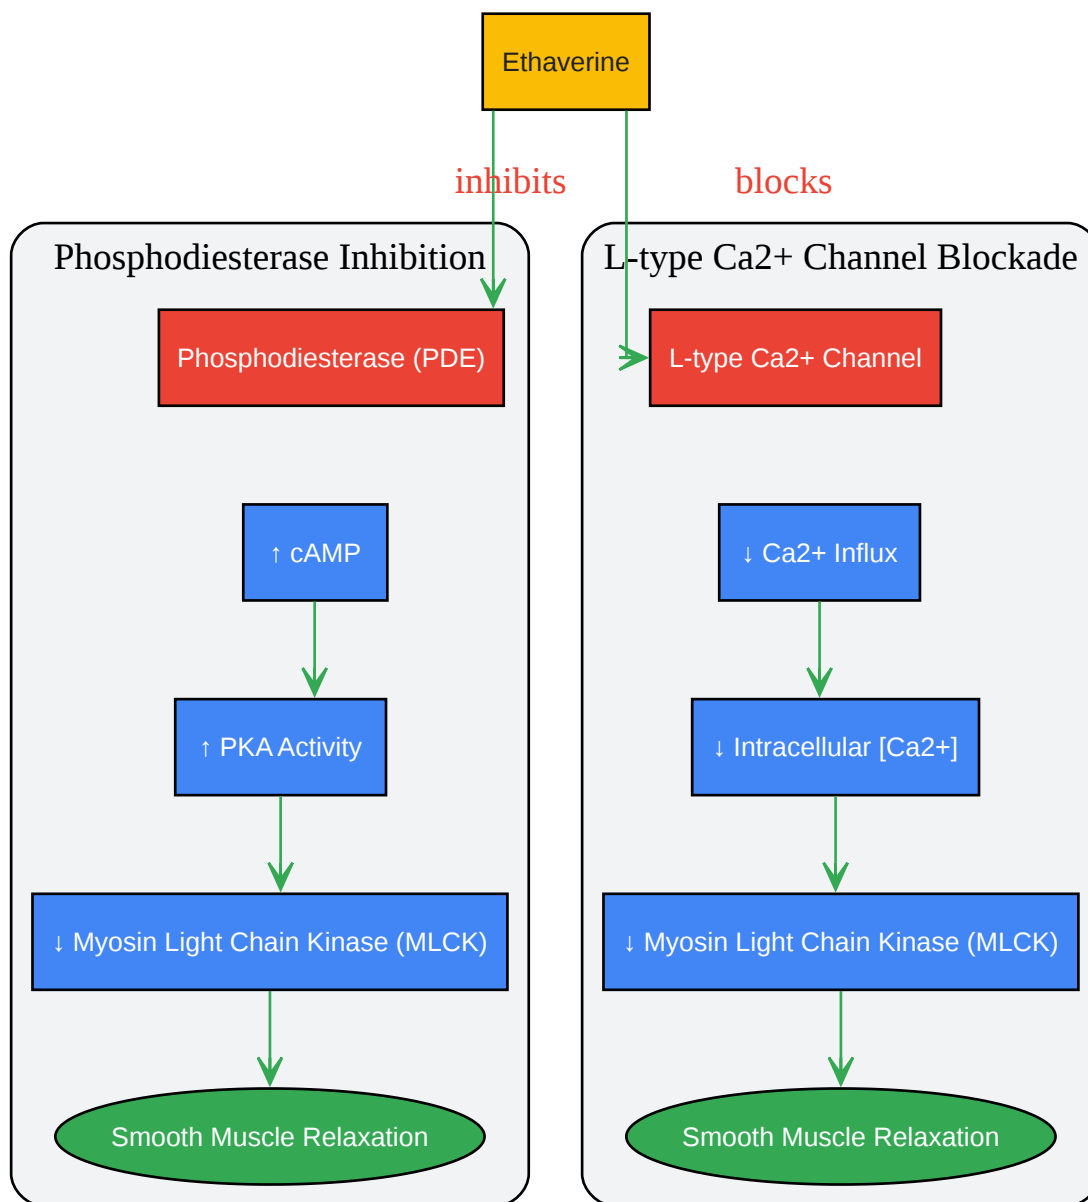 Ethaverine
inhibits
blocks
Phosphodiesterase Inhibition
Phosphodiesterase (PDE)
↑ cAMP
↑ PKA Activity
↓ Myosin Light Chain Kinase (MLCK)
Smooth Muscle Relaxation
L-type Ca2+ Channel Blockade
L-type Ca2+ Channel
↓ Ca2+ Influx
↓ Intracellular [Ca2+]
↓ Myosin Light Chain Kinase (MLCK)
Smooth Muscle Relaxation